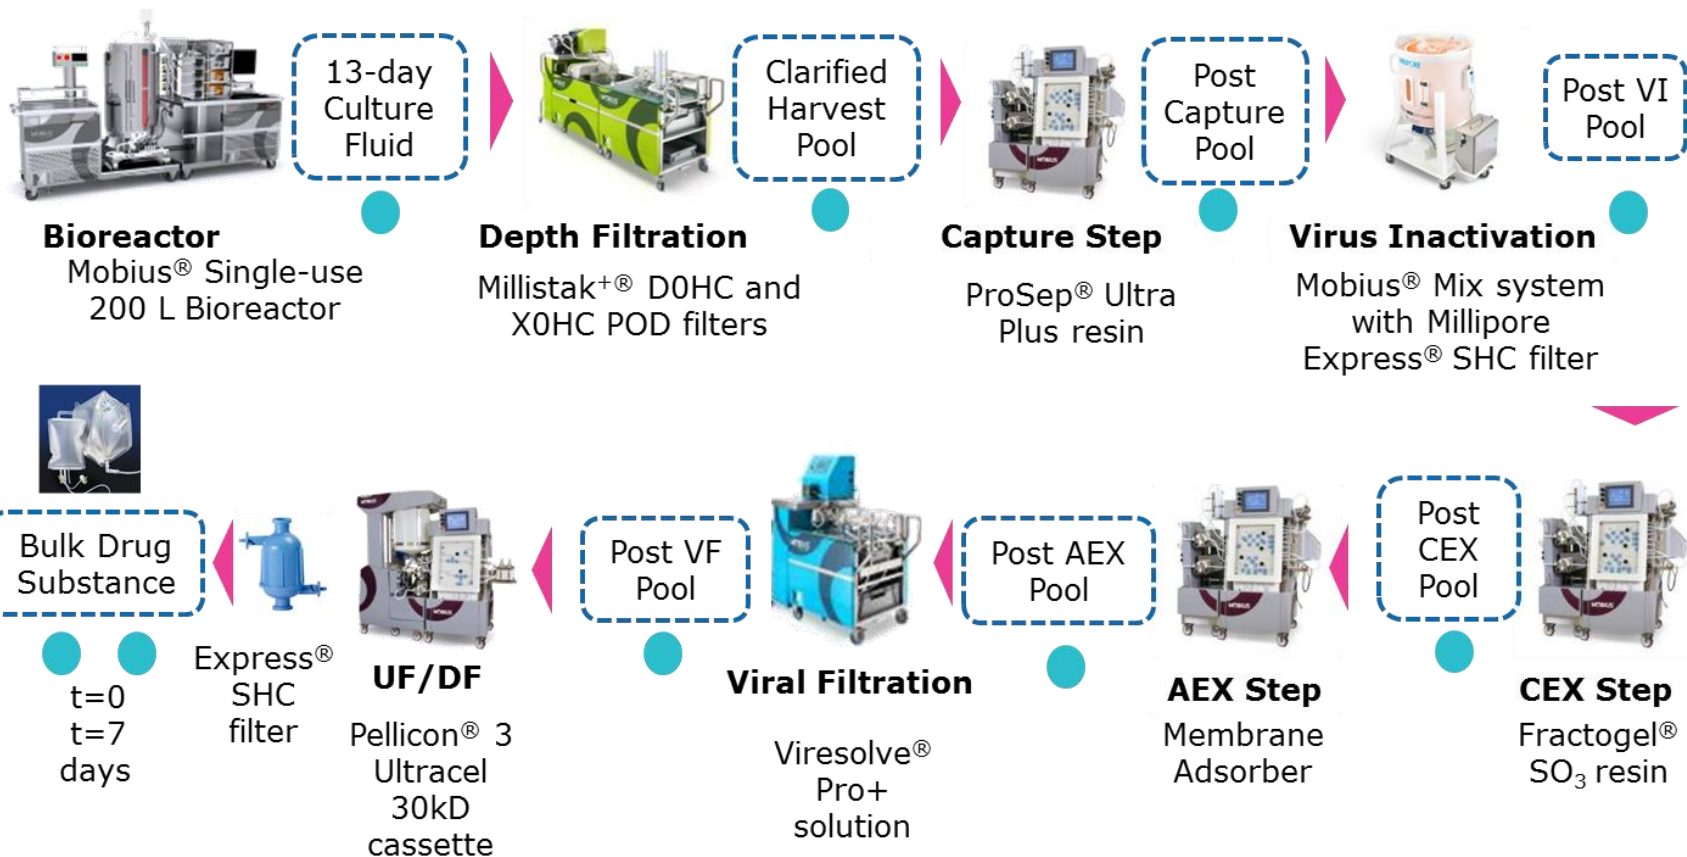 13-day
Culture
Fluid
Clarified
Harvest
Pool
Post
Capture
Pool
Post VI
Pool
Bioreactor
Mobius® Single-use
200 L Bioreactor
Depth Filtration
Millistak⁺® D0HC and
X0HC POD filters
Capture Step
ProSep® Ultra
Plus resin
Virus Inactivation
Mobius® Mix system
with Millipore
Express® SHC filter
Post
CEX
Pool
CEX Step
Fractogel®
SO₃ resin
AEX Step
Membrane
Adsorber
Post AEX
Pool
Viral Filtration
Viresolve®
Pro+
solution
Post VF
Pool
UF/DF
Pellicon® 3
Ultracel
30kD
cassette
Express®
SHC
filter
Bulk Drug
Substance
t=0
t=7
days